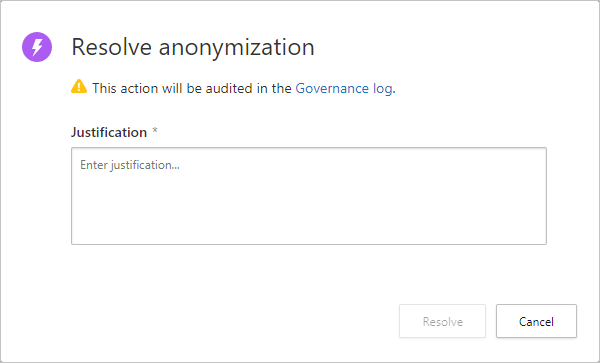 Resolve anonymization
This action will be audited in the Governance log.
Justification *
Enter justification...
Resolve
Cancel